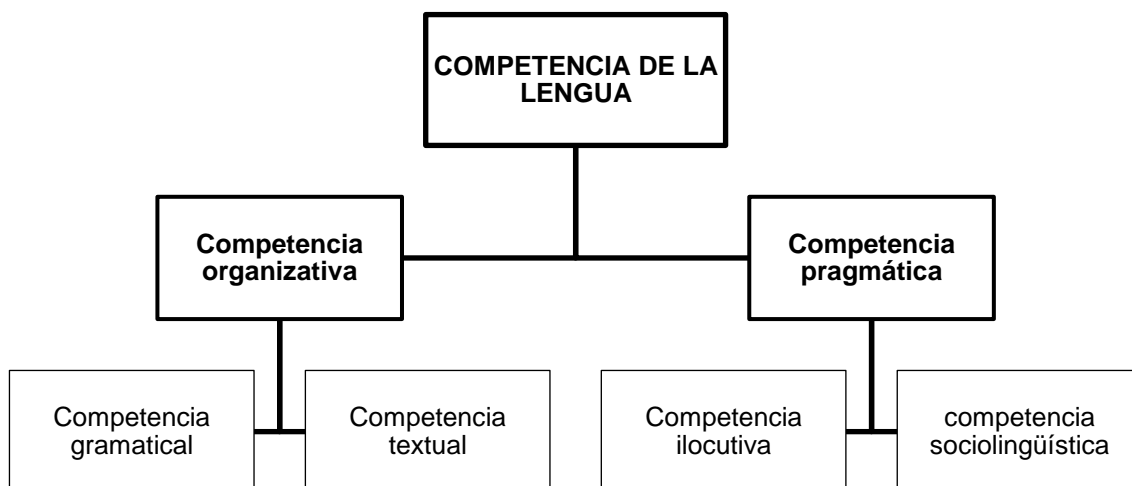 COMPETENCIA DE LA
LENGUA
Competencia
organizativa
Competencia
pragmática
Competencia
gramatical
Competencia
textual
Competencia
ilocutiva
competencia
sociolingüística